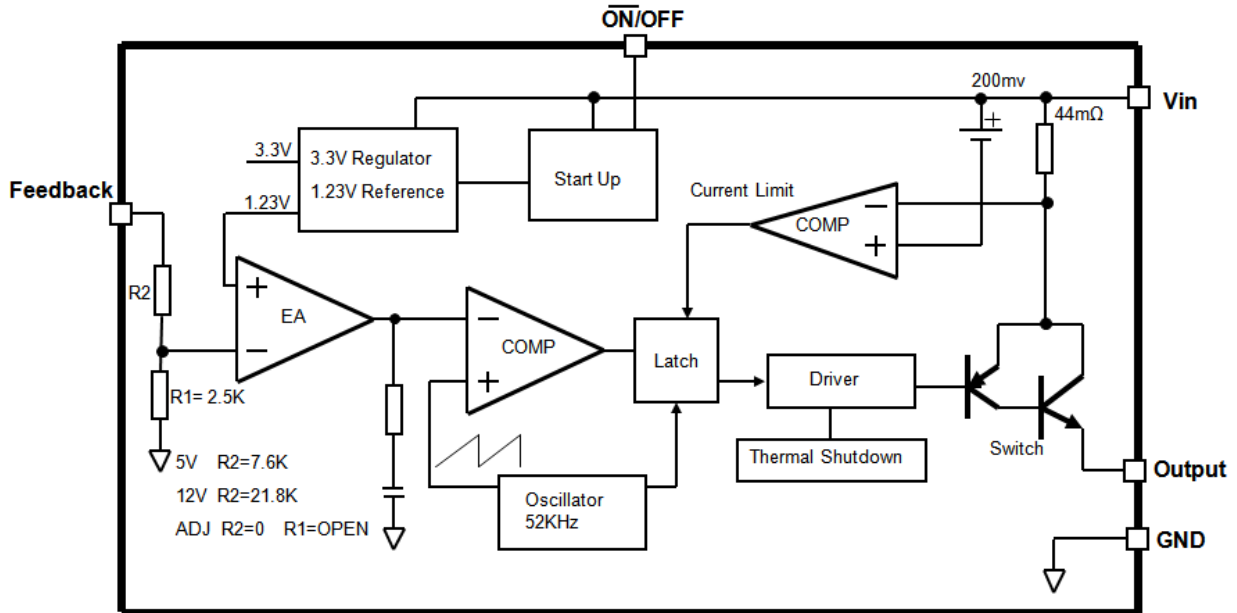 ON/OFF
200mv
Vin
44mΩ
3.3V
3.3V Regulator
1.23V Reference
Start Up
Feedback
1.23V
Current Limit
COMP
R2
EA
COMP
Latch
Driver
R1= 2.5K
Switch
Thermal Shutdown
5V R2=7.6K
12V R2=21.8K
ADJ R2=0 R1=OPEN
Oscillator
52KHz
Output
GND